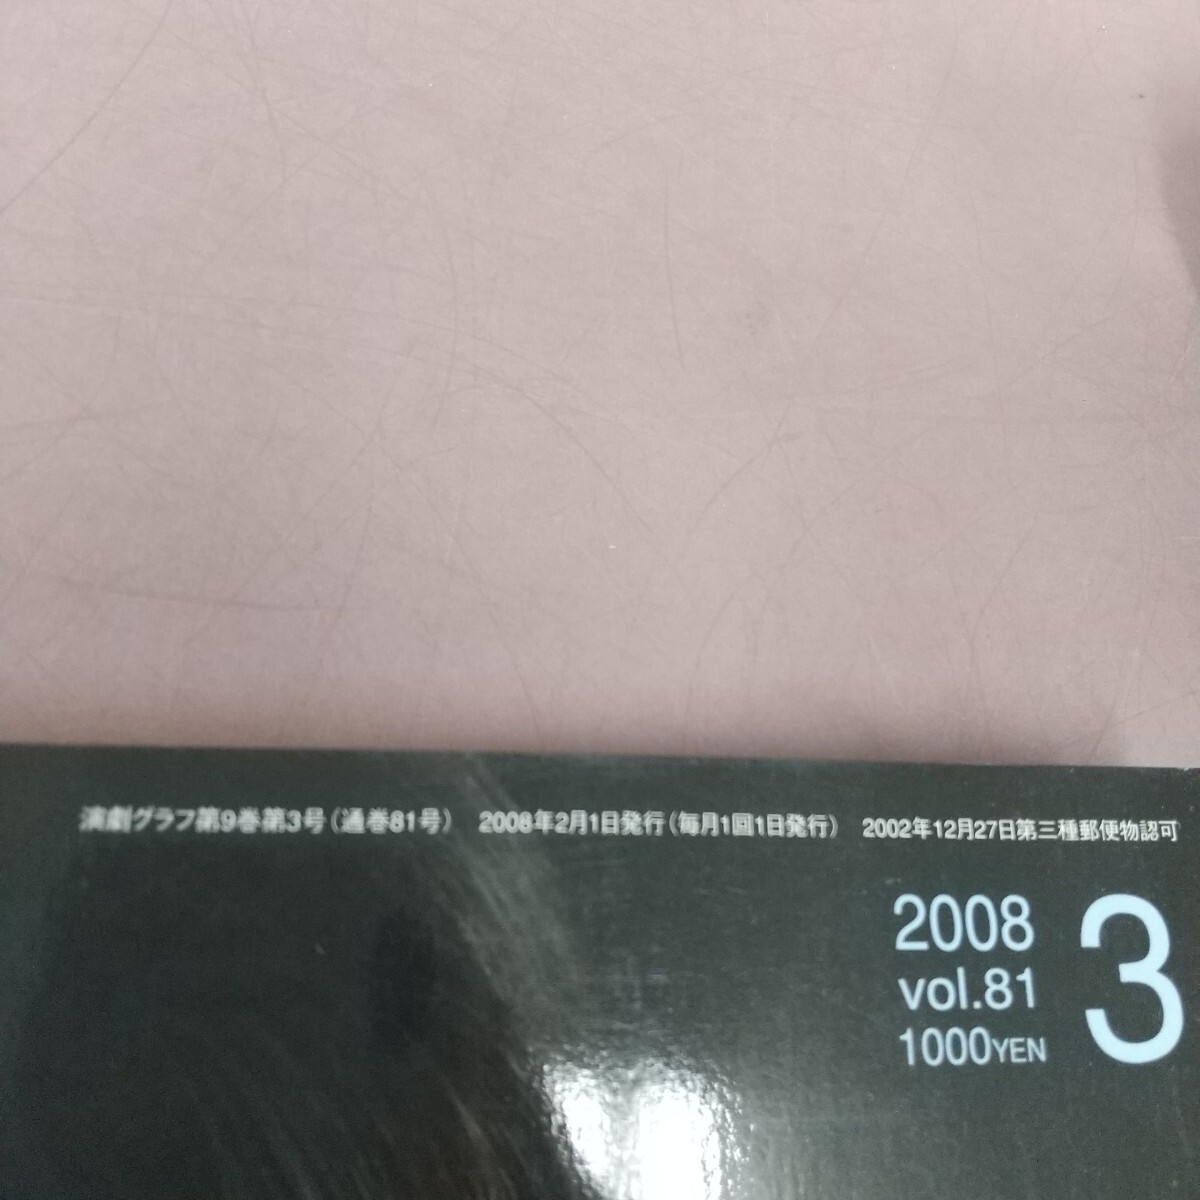 演劇グラフ第9巻第3号(通巻81号) 2008年2月1日発行(毎月1回1日発行) 2002年12月27日第三種郵便物認可
2008
vol.81
1000YEN
3